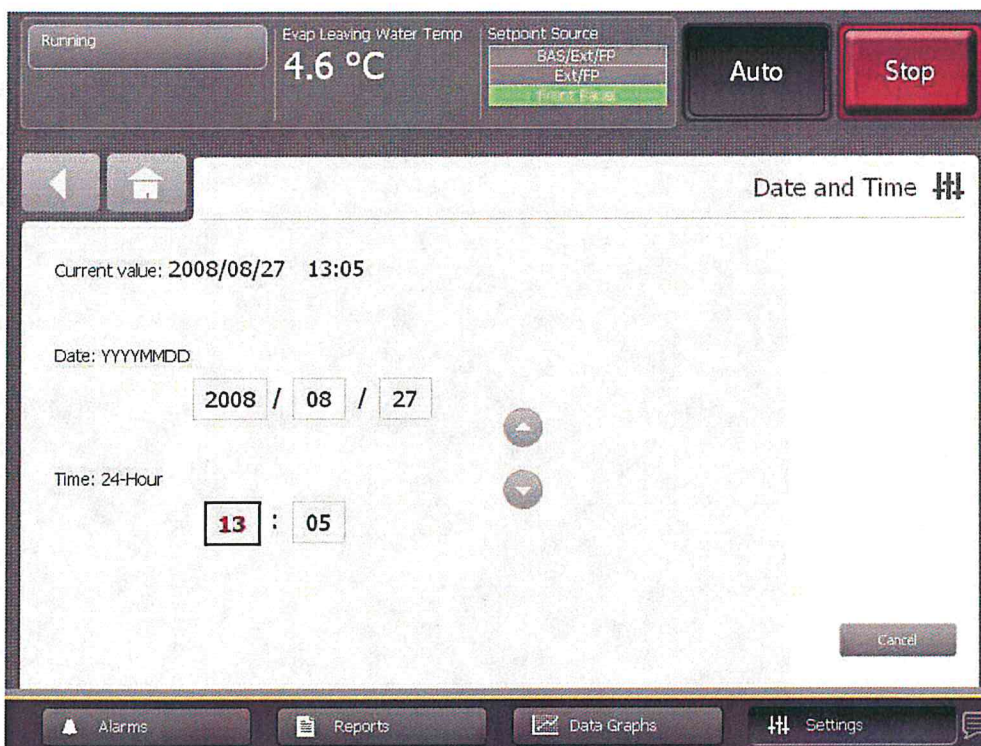 Running
Evap Leaving Water Temp
4.6 °C
Setpoint Source
BAS/Ext/FP
Ext/FP
Front Panel
Auto
Stop
Date and Time
Current value: 2008/08/27 13:05
Date: YYYYMMDD
2008 / 08 / 27
Time: 24-Hour
13 : 05
Cancel
Alarms
Reports
Data Graphs
Settings